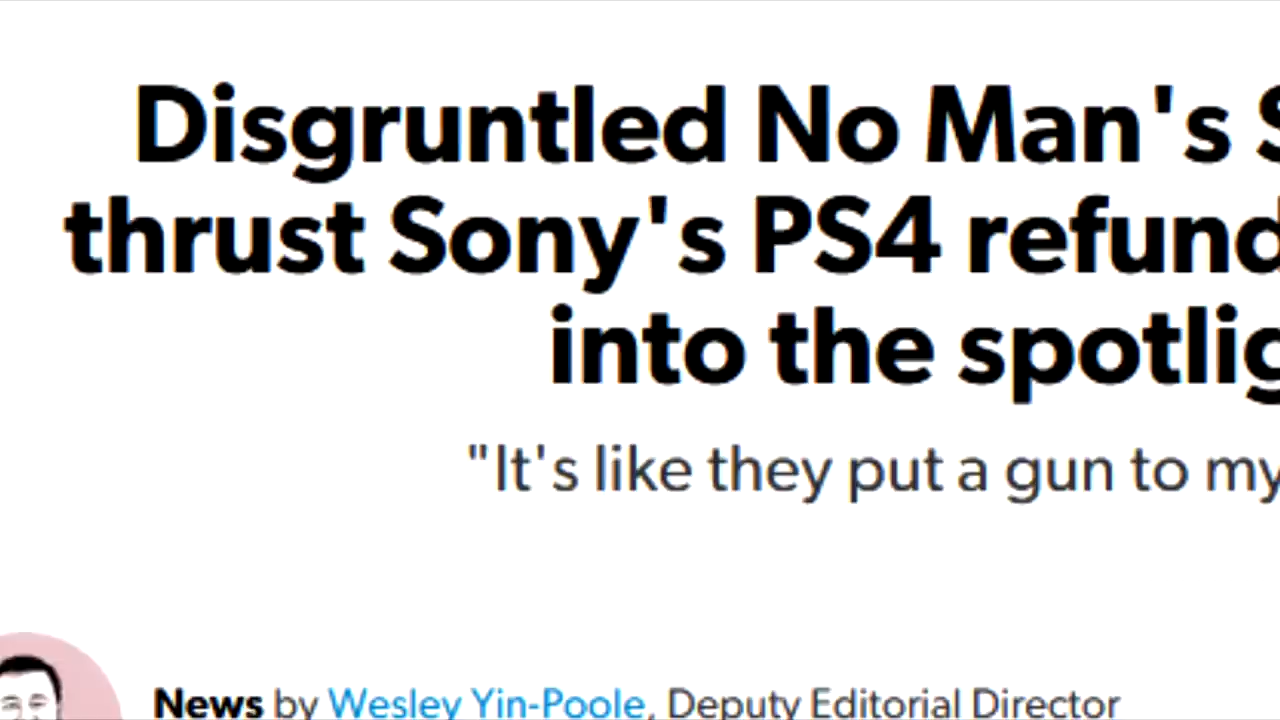 Disgruntled No Man's S
thrust Sony's PS4 refund
into the spotlig
"It's like they put a gun to my
News by Wesley Yin-Poole, Deputy Editorial Director